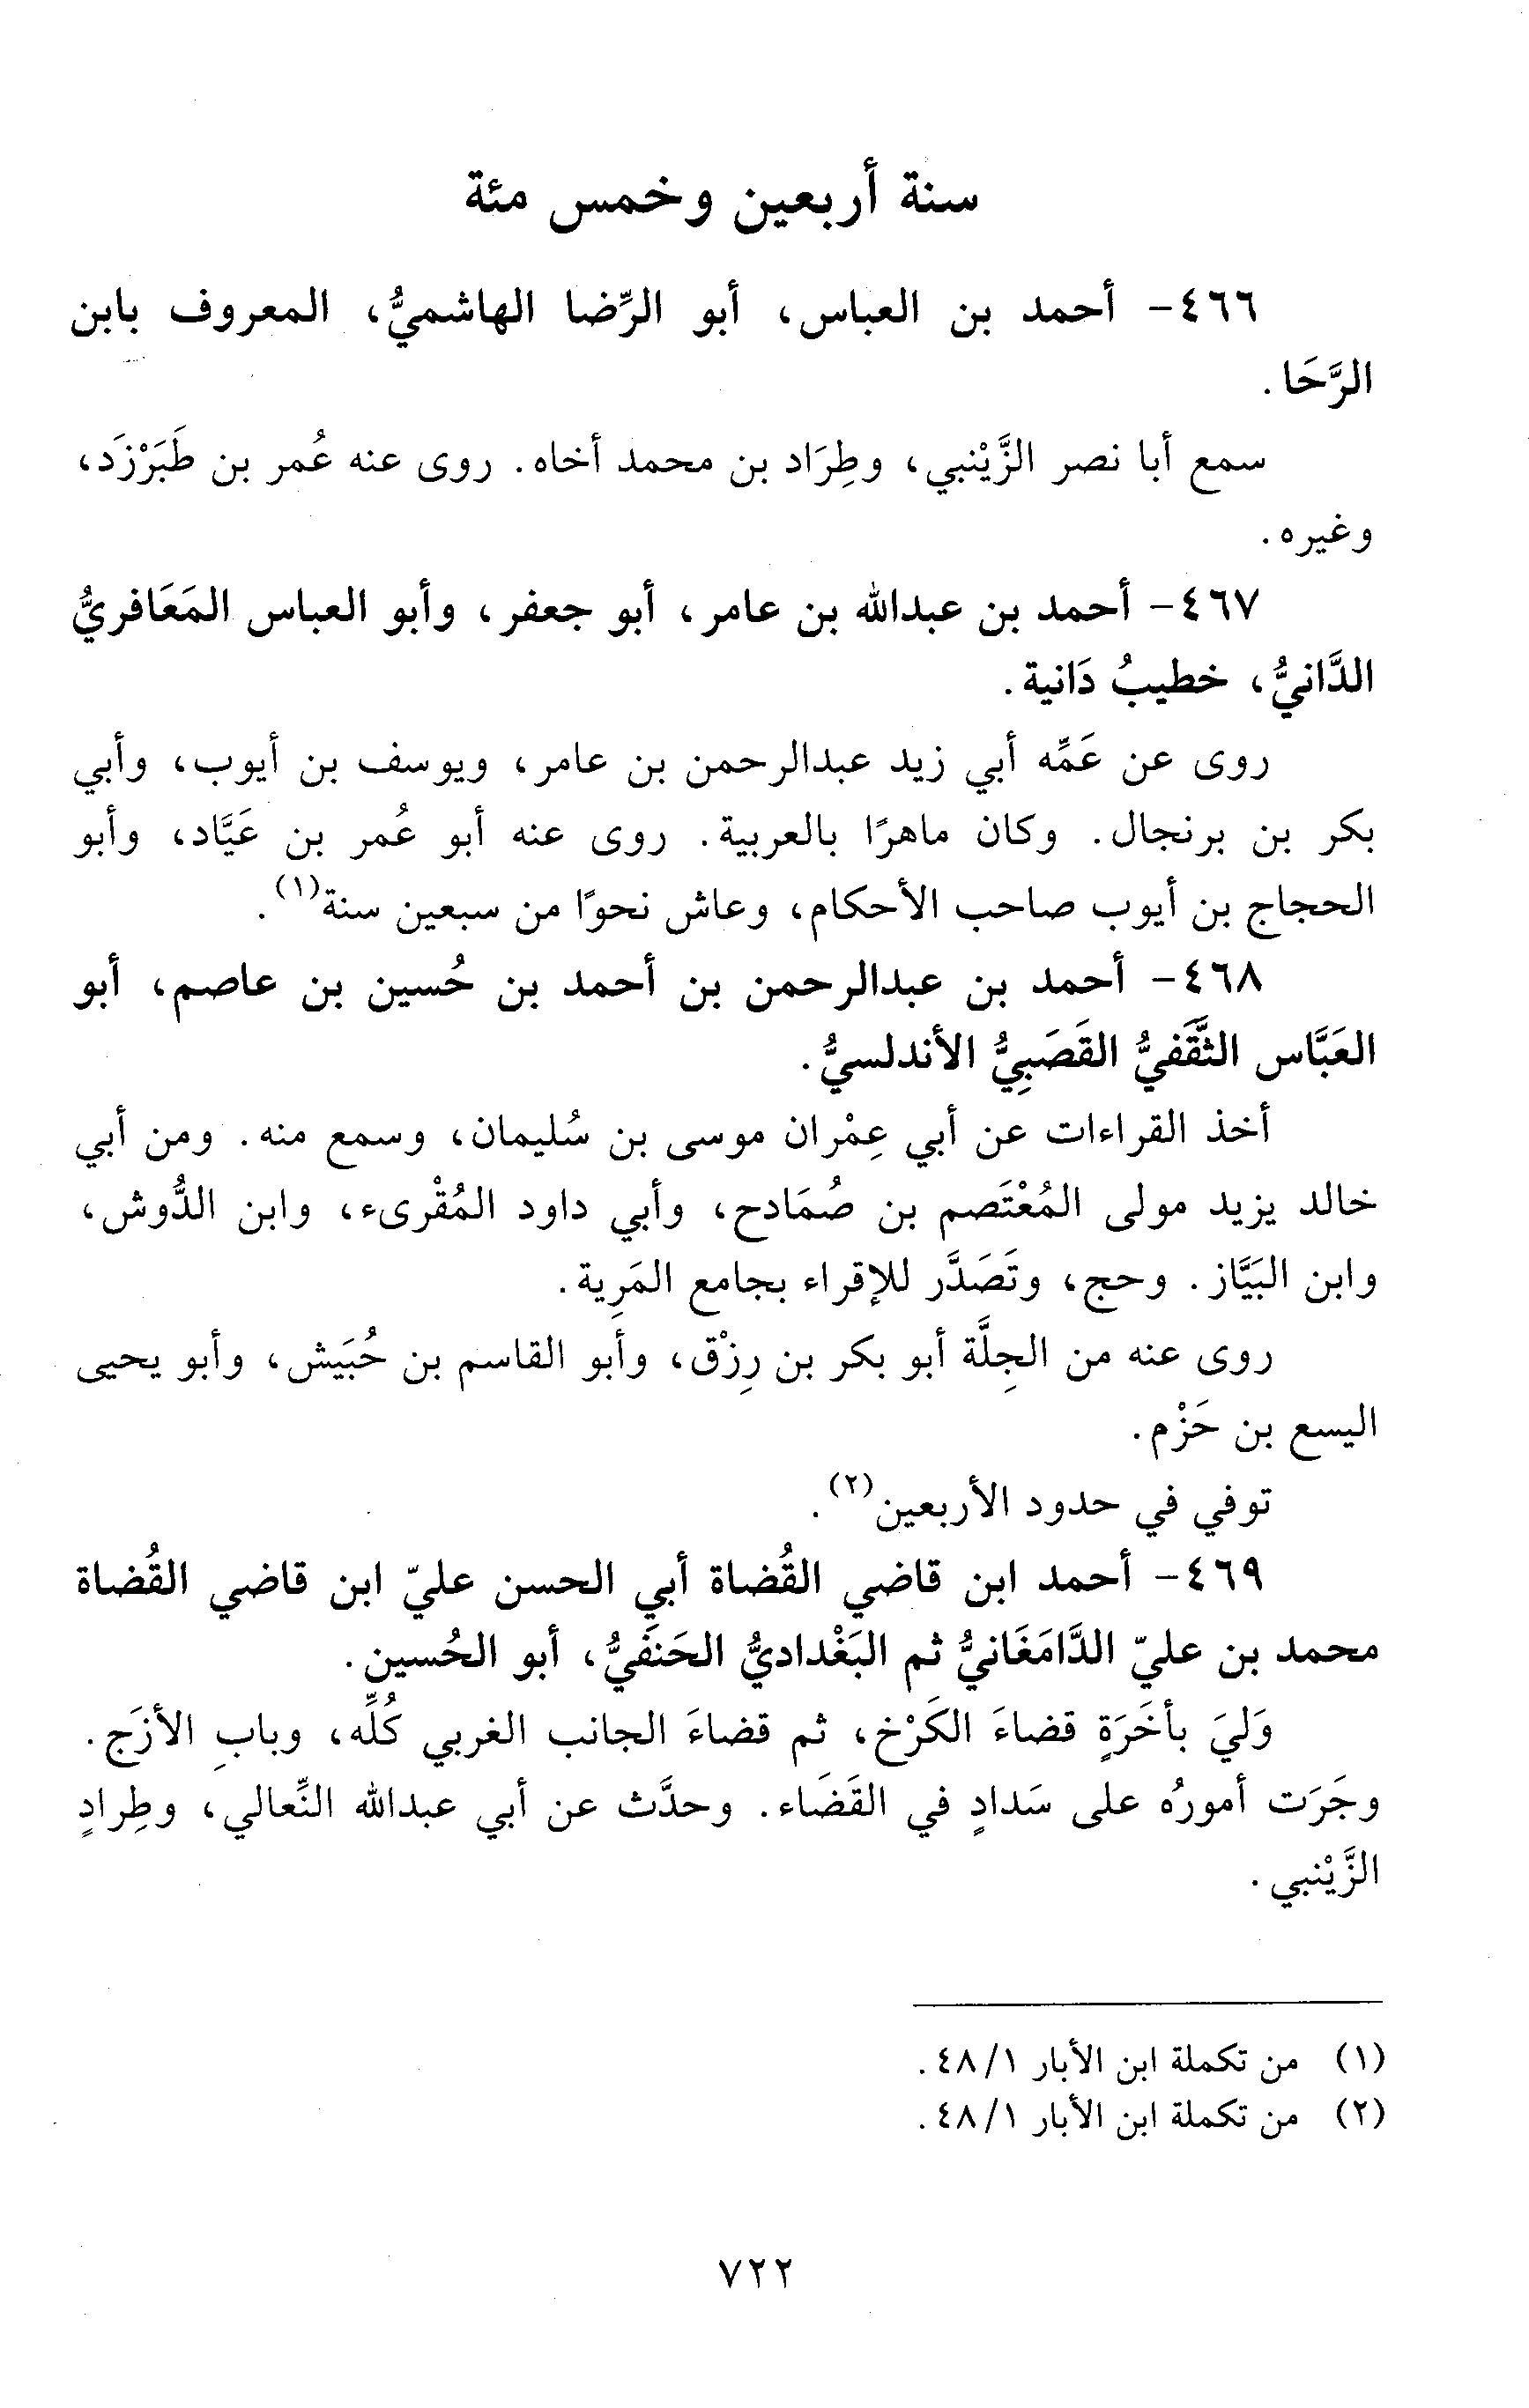 سنة أربعين وخمس مئة
٤٦٦- أحمد بن العباس، أبو الرِّضا الهاشميُّ، المعروف بابن
الرَّحَا.
سمع أبا نصر الزَّيْنبي، وطِرَاد بن محمد أخاه. روى عنه عُمر بن طَبَرْزَد،
وغيره.
٤٦٧- أحمد بن عبدالله بن عامر، أبو جعفر، وأبو العباس المَعَافريُّ
الدَّانيُّ، خطيبُ دَانية.
روى عن عَمِّه أبي زيد عبدالرحمن بن عامر، ويوسف بن أيوب، وأبي
بكر بن برنجال. وكان ماهرًا بالعربية. روى عنه أبو عُمر بن عَيَّاد، وأبو
الحجاج بن أيوب صاحب الأحكام، وعاش نحوًا من سبعين سنة(١).
٤٦٨- أحمد بن عبدالرحمن بن أحمد بن حُسين بن عاصم، أبو
العَبَّاس الثَّقَفيُّ القَصَبِيُّ الأندلسيُّ.
أخذ القراءات عن أبي عِمْران موسى بن سُليمان، وسمع منه. ومن أبي
خالد يزيد مولى المُعْتَصم بن صُمَادح، وأبي داود المُقْرىء، وابن الدُّوش،
وابن البَيَّاز. وحج، وتَصَدَّر للإقراء بجامع المَرِية.
روى عنه من الجِلَّة أبو بكر بن رِزْق، وأبو القاسم بن حُبَيش، وأبو يحيى
اليسع بن حَزْم.
توفي في حدود الأربعين(٢).
٤٦٩- أحمد ابن قاضي القُضاة أبي الحسن عليّ ابن قاضي القُضاة
محمد بن عليّ الدَّامَغَانيُّ ثم البَغْداديُّ الحَنَفيُّ، أبو الحُسين.
وَليَ بأخَرَةٍ قضاءَ الكَرْخ، ثم قضاءَ الجانب الغربي كُلِّه، وبابِ الأزَج.
وجَرَت أمورُه على سَدادٍ في القَضَاء. وحدَّث عن أبي عبدالله النِّعالي، وطِرادٍ
الزَّيْنبي.
(١) من تكملة ابن الأبار ٤٨/١.
(٢) من تكملة ابن الأبار ٤٨/١.
٧٢٢